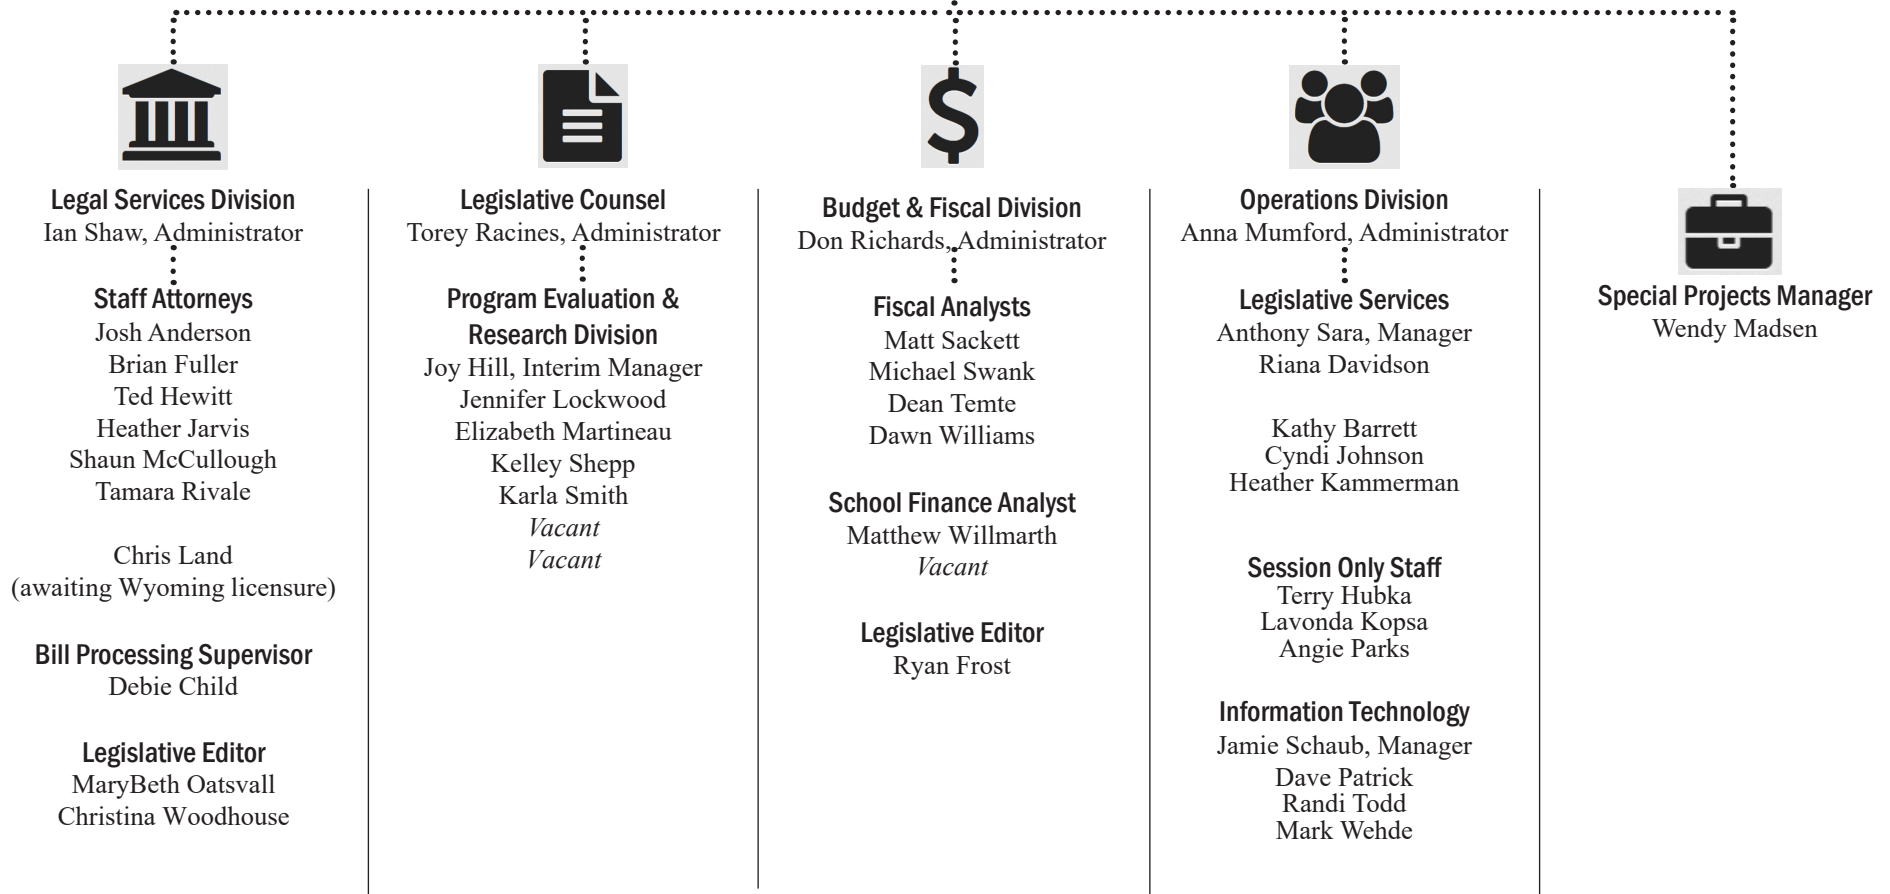 Legal Services Division
Ian Shaw, Administrator
Staff Attorneys
Josh Anderson
Brian Fuller
Ted Hewitt
Heather Jarvis
Shaun McCullough
Tamara Rivale
Chris Land
(awaiting Wyoming licensure)
Bill Processing Supervisor
Debie Child
Legislative Editor
MaryBeth Oatsvall
Christina Woodhouse
Legislative Counsel
Torey Racines, Administrator
Program Evaluation &
Research Division
Joy Hill, Interim Manager
Jennifer Lockwood
Elizabeth Martineau
Kelley Shepp
Karla Smith
Vacant
Vacant
$
Budget & Fiscal Division
Don Richards, Administrator
Fiscal Analysts
Matt Sackett
Michael Swank
Dean Temte
Dawn Williams
School Finance Analyst
Matthew Willmarth
Vacant
Legislative Editor
Ryan Frost
Operations Division
Anna Mumford, Administrator
Legislative Services
Anthony Sara, Manager
Riana Davidson
Kathy Barrett
Cyndi Johnson
Heather Kammerman
Session Only Staff
Terry Hubka
Lavonda Kopsa
Angie Parks
Information Technology
Jamie Schaub, Manager
Dave Patrick
Randi Todd
Mark Wehde
Special Projects Manager
Wendy Madsen